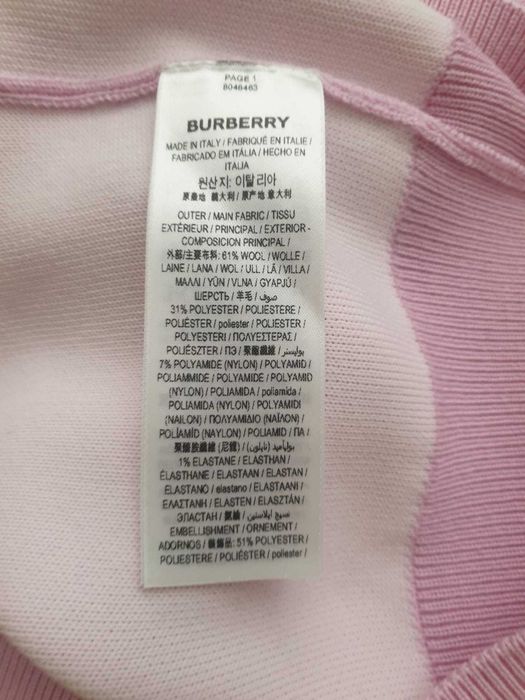 PAGE 1
8046463
BURBERRY
MADE IN ITALY / FABRIQUÉ EN ITALIE /
FABRICADO EM ITÁLIA / HECHO EN
ITALIA
원산지: 이탈리아
原産地 義大利 / 原产地 意大利
OUTER / MAIN FABRIC / TISSU
EXTÉRIEUR / PRINCIPAL / EXTERIOR -
COMPOSICION PRINCIPAL /
外部/主要布料: 61% WOOL / WOLLE /
LAINE / LANA / WOL / ULL / LÃ / VILLA /
ΜΑΛΛΙ / YÜN / VLNA / GYAPJÚ /
ШЕРСТЬ / 羊毛 / صوف /
31% POLYESTER / POLIESTERE /
POLIÉSTER / poliester / POLIESTER /
POLYESTERI / ΠΟΛΥΕΣΤΕΡΑΣ /
POLIÉSZTER / ПЭ / 聚酯纖維 / بوليستر /
7% POLYAMIDE (NYLON) / POLYAMID /
POLIAMMIDE / POLYAMIDE / POLYAMID
(NYLON) / POLIAMIDA / poliamida /
POLIAMIDA (NYLON) / POLYAMIDI
(NAILON) / ΠΟΛΥΑΜΙΔΙΟ (ΝΑΪΛΟΝ) /
POLİAMİD (NAYLON) / POLIAMID / ПА /
聚酰胺纖維 (尼龍) / بولياميد (نايلون) /
1% ELASTANE / ELASTHAN /
ÉLASTHANE / ELASTAAN / ELASTAN /
ELASTANO / elastano / ELASTAANI /
ΕΛΑΣΤΑΝΗ / ELASTEN / ELASZTÁN /
ЭЛАСТАН / 氨綸 / نسيج إيلاستين /
EMBELLISHMENT / ORNEMENT /
ADORNOS / 飾品: 51% POLYESTER /
POLIESTERE / POLIÉSTER / poliester /